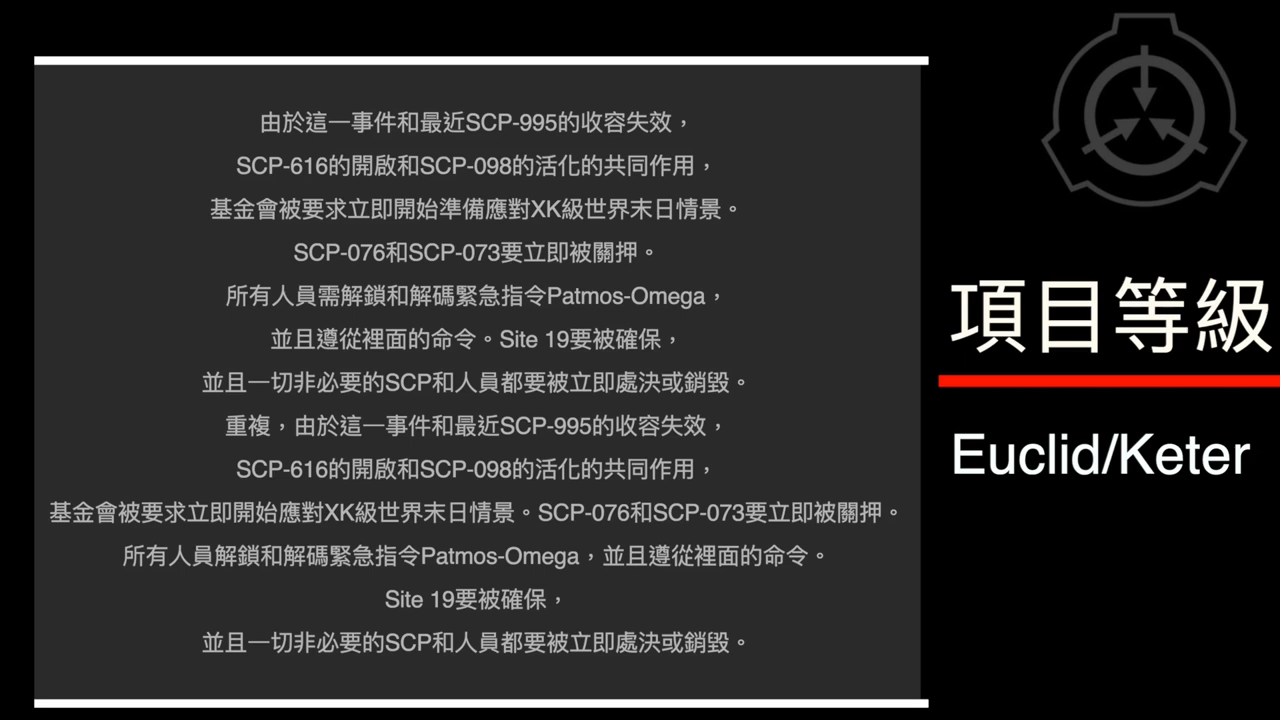 由於這一事件和最近SCP-995的收容失效，
SCP-616的開啟和SCP-098的活化的共同作用，
基金會被要求立即開始準備應對XK級世界末日情景。
SCP-076和SCP-073要立即被關押。
所有人員需解鎖和解碼緊急指令Patmos-Omega，
並且遵從裡面的命令。Site 19要被確保，
並且一切非必要的SCP和人員都要被立即處決或銷毀。
重複，由於這一事件和最近SCP-995的收容失效，
SCP-616的開啟和SCP-098的活化的共同作用，
基金會被要求立即開始應對XK級世界末日情景。SCP-076和SCP-073要立即被關押。
所有人員解鎖和解碼緊急指令Patmos-Omega，並且遵從裡面的命令。
Site 19要被確保，
並且一切非必要的SCP和人員都要被立即處決或銷毀。
項目等級
Euclid/Keter